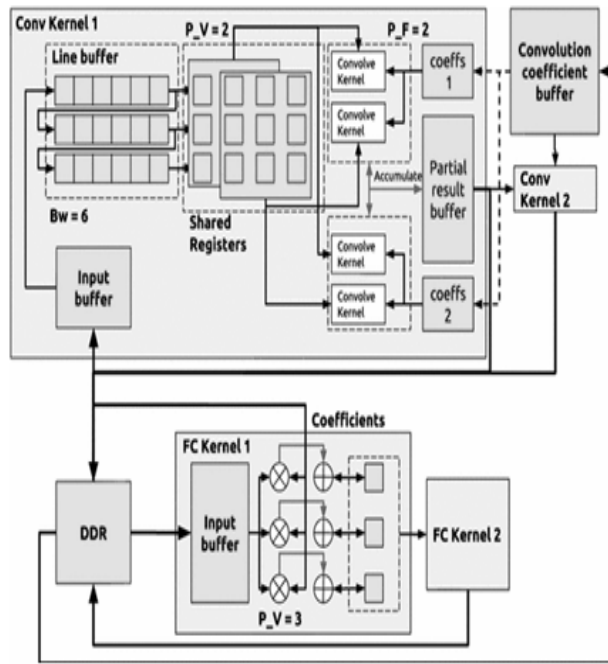 Conv Kernel 1
P_V = 2
P_F = 2
Line buffer
Convolve
Kernel
Convolve
Kernel
coeffs
1
Convolution
coefficient
buffer
Accumulate
Partial
result
buffer
Conv
Kernel 2
Bw = 6
Shared
Registers
Input
buffer
Convolve
Kernel
Convolve
Kernel
coeffs
2
Coefficients
FC Kernel 1
DDR
Input
buffer
FC Kernel 2
P_V = 3